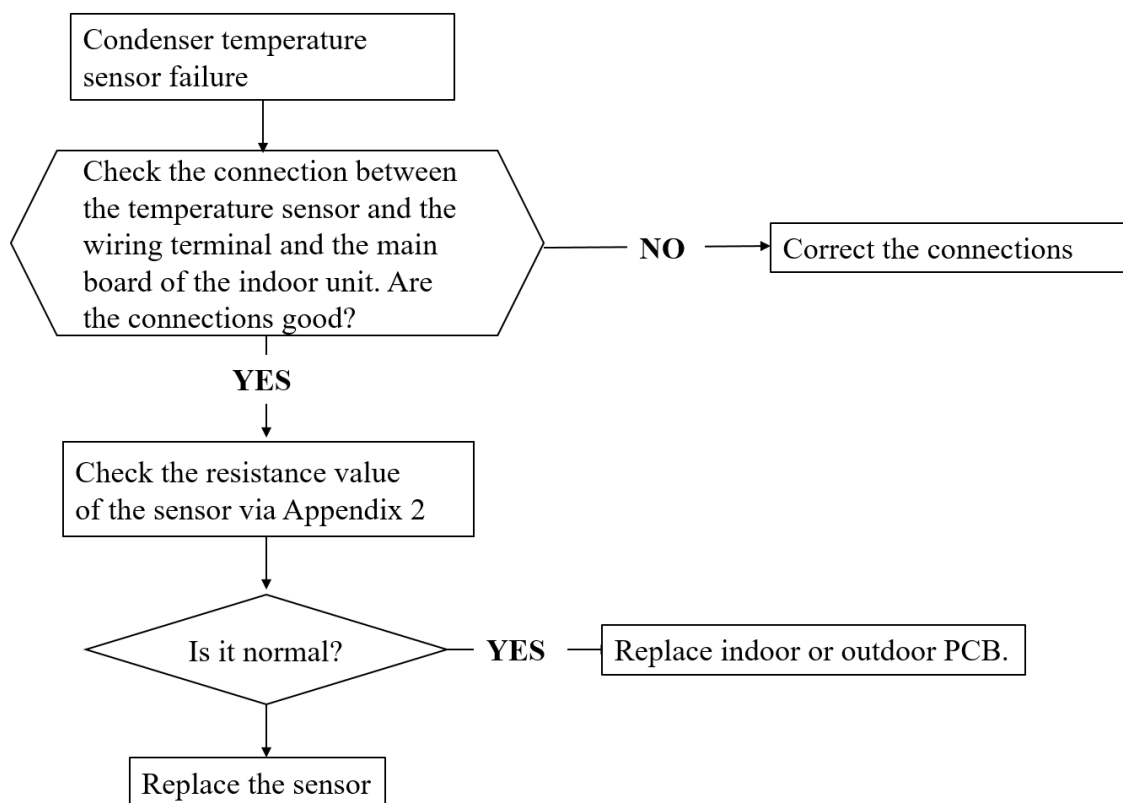 Condenser temperature
sensor failure
Check the connection between
the temperature sensor and the
wiring terminal and the main
board of the indoor unit. Are
the connections good?
NO
Correct the connections
YES
Check the resistance value
of the sensor via Appendix 2
Is it normal?
YES
Replace indoor or outdoor PCB.
Replace the sensor